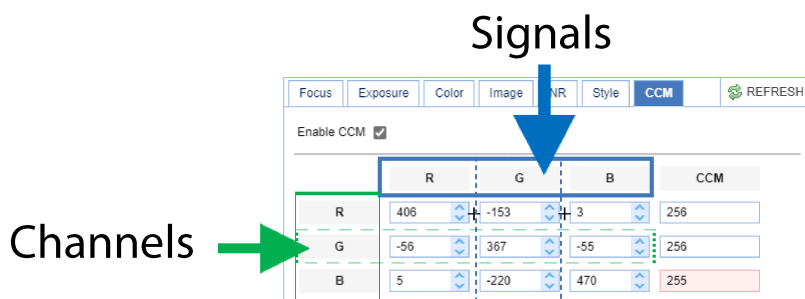 Signals
Focus Exposure Color Image NR Style CCM REFRESH
Enable CCM
R G B CCM
R 406 + -153 + 3 256
Channels
G -56 367 -55 256
B 5 -220 470 255